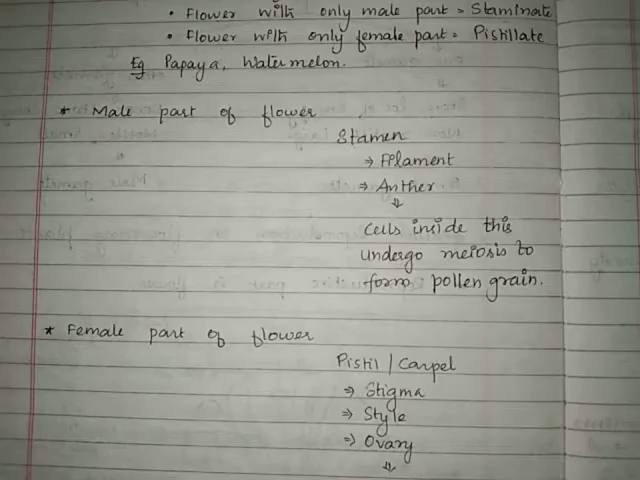 • Flower with only male part = Staminate
• Flower with only female part = Pistillate
Eg Papaya, Watermelon.
* Male part of flower
Stamen
⇒ Filament
⇒ Anther
⇓
Cells inside this
undergo meiosis to
form pollen grain.
* Female part of flower
Pistil / Carpel
⇒ Stigma
⇒ Style
⇒ Ovary
⇓